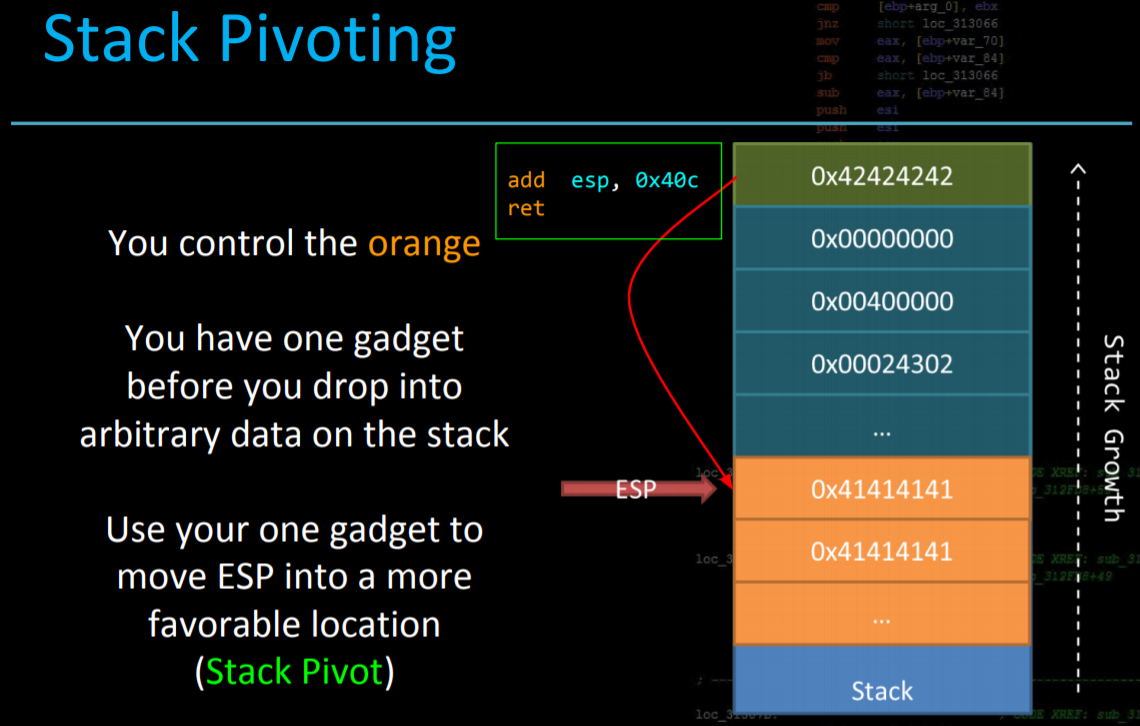 Stack Pivoting
cmp [ebp+arg_0], ebx
jnz short loc_313066
mov eax, [ebp+var_70]
cmp eax, [ebp+var_84]
jb short loc_313066
sub eax, [ebp+var_84]
push esi
push esi
add esp, 0x40c
ret
You control the orange
You have one gadget
before you drop into
arbitrary data on the stack
Use your one gadget to
move ESP into a more
favorable location
(Stack Pivot)
ESP
0x42424242
0x00000000
0x00400000
0x00024302
...
0x41414141
0x41414141
...
Stack
Stack Growth